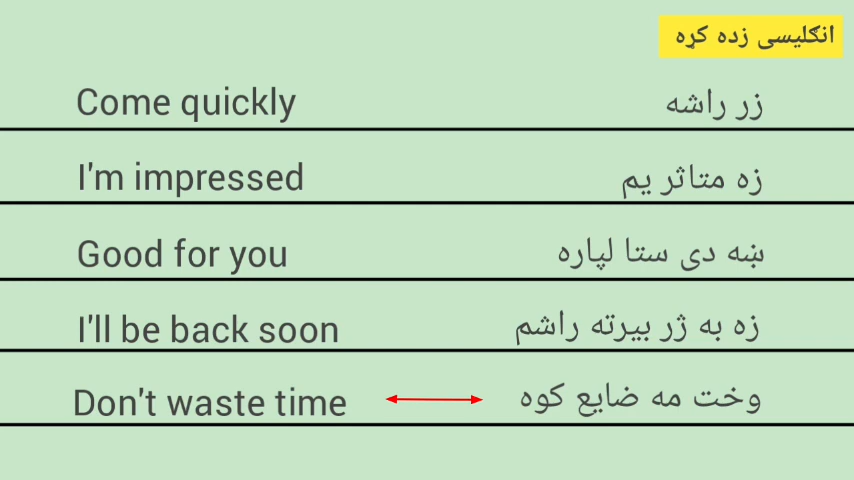 انګلیسی زده کړه
Come quickly زر راشه
I'm impressed زه متاثر یم
Good for you ښه دی ستا لپاره
I'll be back soon زه به ژر بیرته راشم
Don't waste time وخت مه ضایع کوه